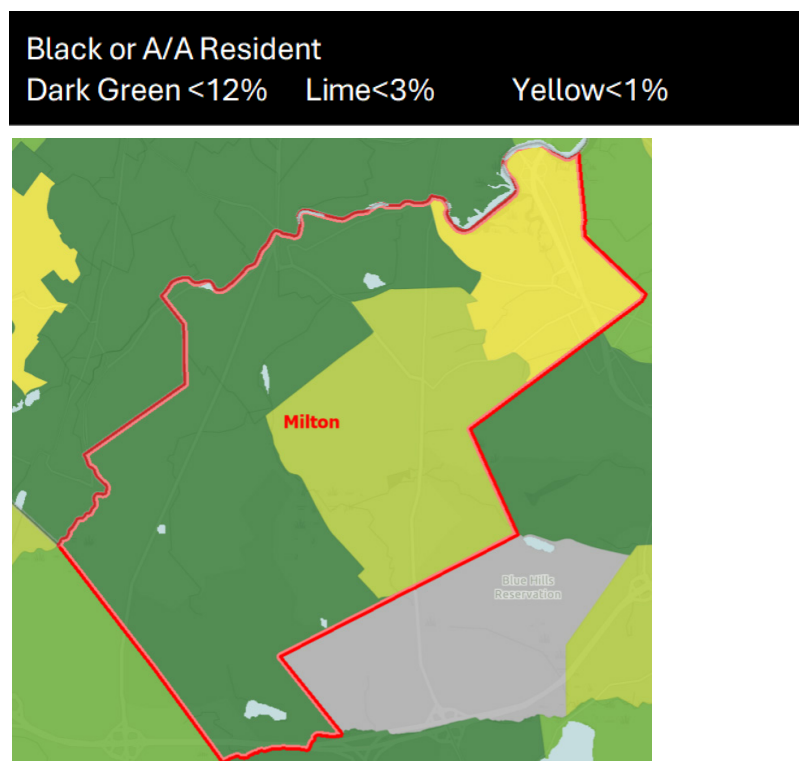 Black or A/A Resident
Dark Green <12% Lime<3% Yellow<1%
Milton
Blue Hills
Reservation